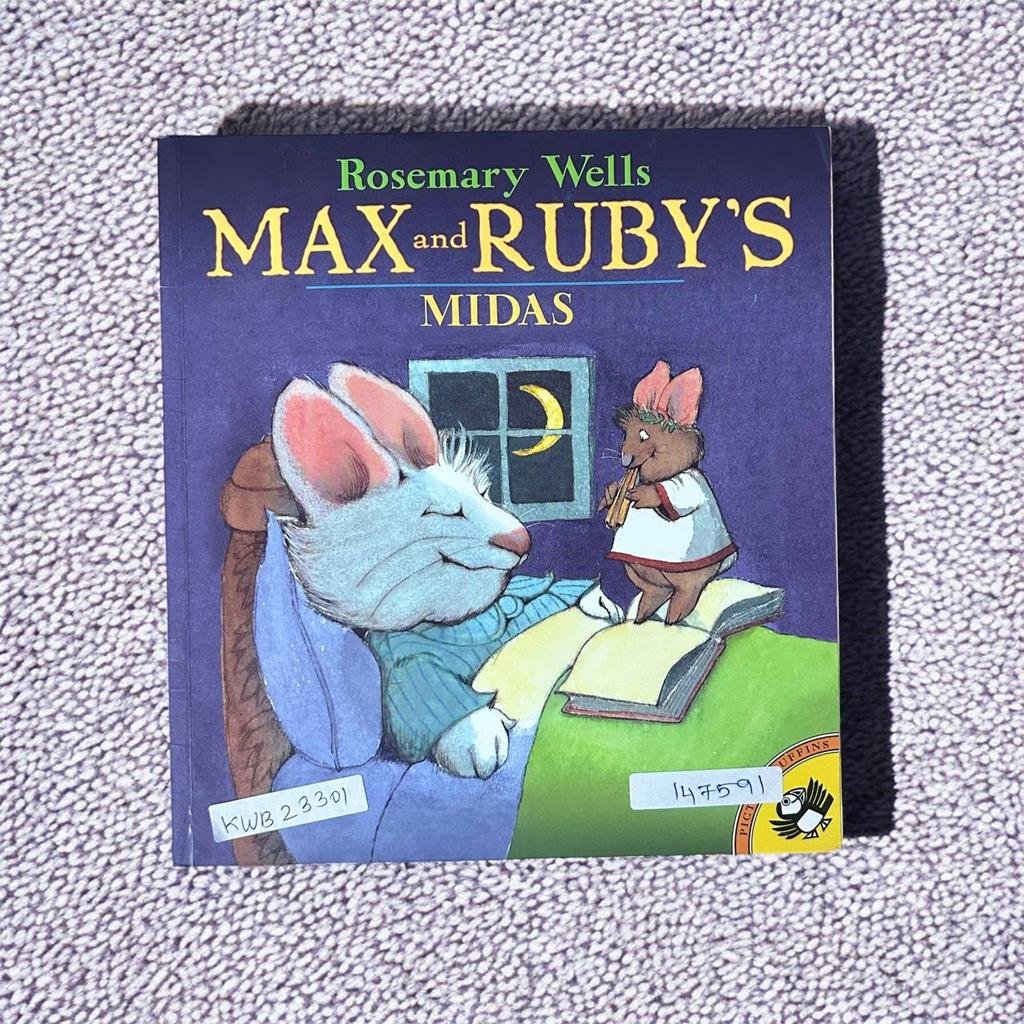 Rosemary Wells
MAX and RUBY'S
MIDAS
KWB 23301
147591